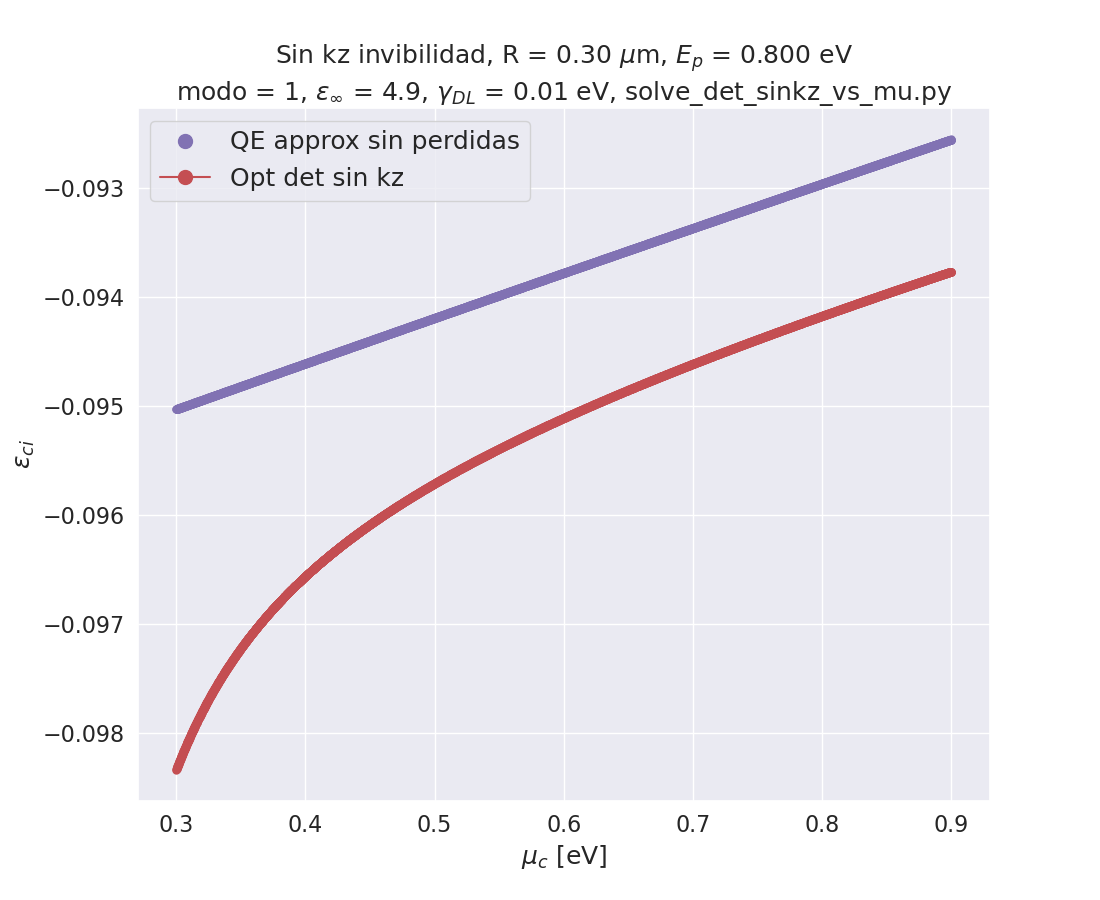 Sin kz invibilidad, R = 0.30 μm, E_p = 0.800 eV
modo = 1, ε_∞ = 4.9, γ_DL = 0.01 eV, solve_det_sinkz_vs_mu.py
QE approx sin perdidas
Opt det sin kz
−0.093
−0.094
−0.095
−0.096
−0.097
−0.098
ε_ci
0.3 0.4 0.5 0.6 0.7 0.8 0.9
μ_c [eV]